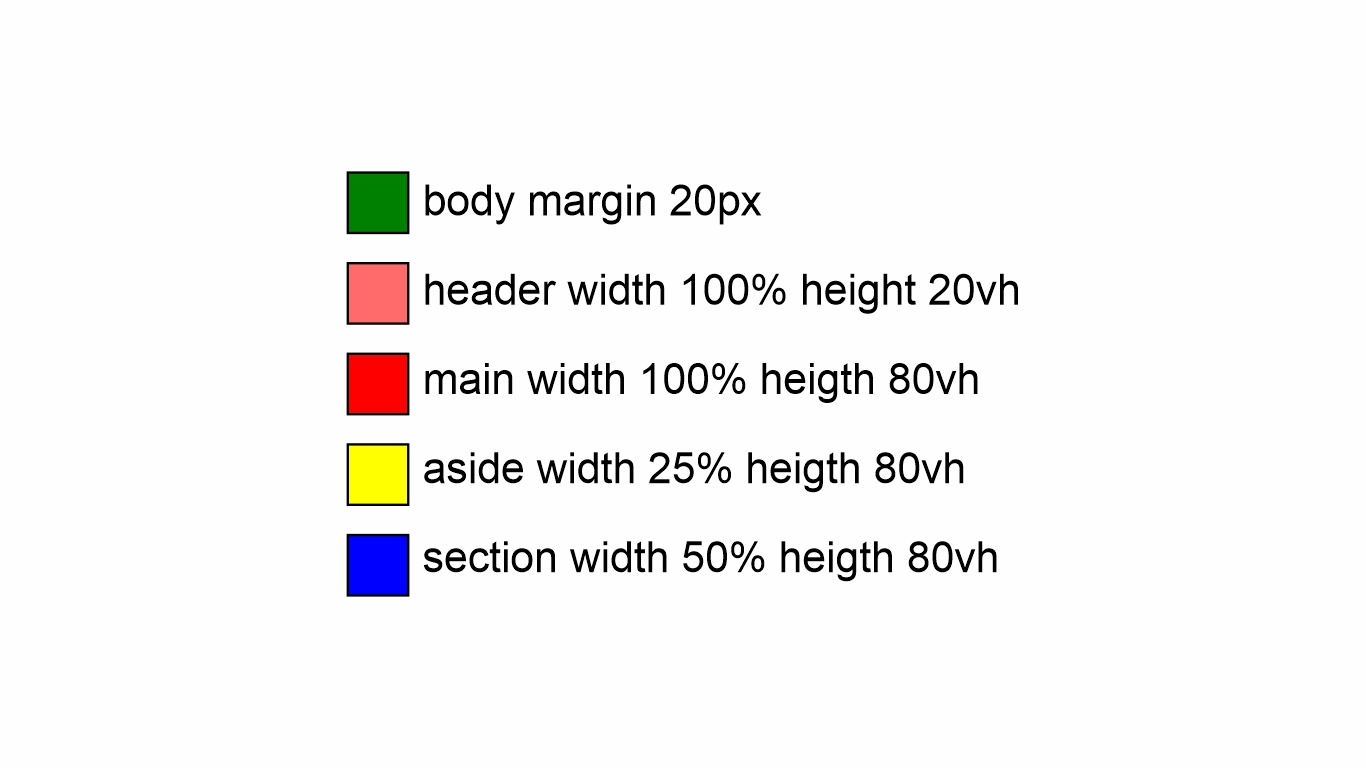 body margin 20px
header width 100% height 20vh
main width 100% heigth 80vh
aside width 25% heigth 80vh
section width 50% heigth 80vh